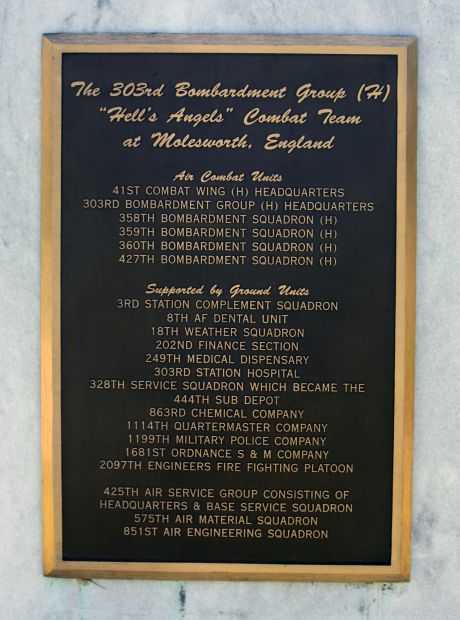 The 303rd Bombardment Group (H)
"Hell's Angels" Combat Team
at Molesworth, England
Air Combat Units
41ST COMBAT WING (H) HEADQUARTERS
303RD BOMBARDMENT GROUP (H) HEADQUARTERS
358TH BOMBARDMENT SQUADRON (H)
359TH BOMBARDMENT SQUADRON (H)
360TH BOMBARDMENT SQUADRON (H)
427TH BOMBARDMENT SQUADRON (H)
Supported by Ground Units
3RD STATION COMPLEMENT SQUADRON
8TH AF DENTAL UNIT
18TH WEATHER SQUADRON
202ND FINANCE SECTION
249TH MEDICAL DISPENSARY
303RD STATION HOSPITAL
328TH SERVICE SQUADRON WHICH BECAME THE
444TH SUB DEPOT
863RD CHEMICAL COMPANY
1114TH QUARTERMASTER COMPANY
1199TH MILITARY POLICE COMPANY
1681ST ORDNANCE S & M COMPANY
2097TH ENGINEERS FIRE FIGHTING PLATOON
425TH AIR SERVICE GROUP CONSISTING OF
HEADQUARTERS & BASE SERVICE SQUADRON
575TH AIR MATERIAL SQUADRON
851ST AIR ENGINEERING SQUADRON